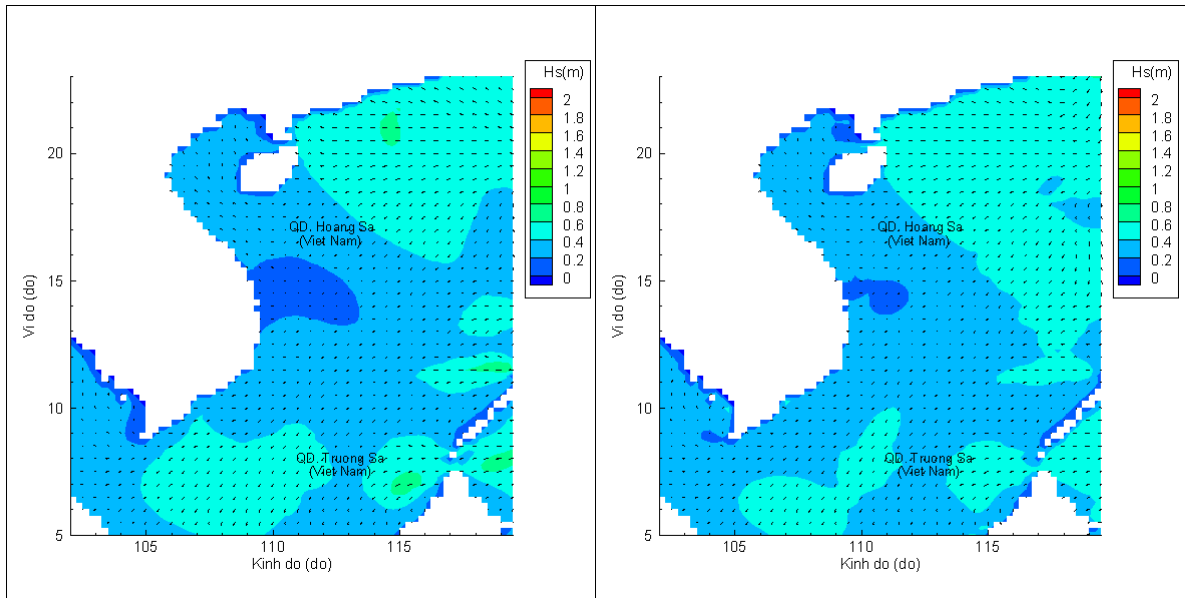 Hs(m)
2
1.8
1.6
1.4
1.2
1
0.8
0.6
0.4
0.2
0
20
15
10
5
Vi do (do)
QD. Hoang Sa
(Viet Nam)
QD. Truong Sa
(Viet Nam)
105
110
115
Kinh do (do)
Hs(m)
2
1.8
1.6
1.4
1.2
1
0.8
0.6
0.4
0.2
0
20
15
10
5
Vi do (do)
QD. Hoang Sa
(Viet Nam)
QD. Truong Sa
(Viet Nam)
105
110
115
Kinh do (do)